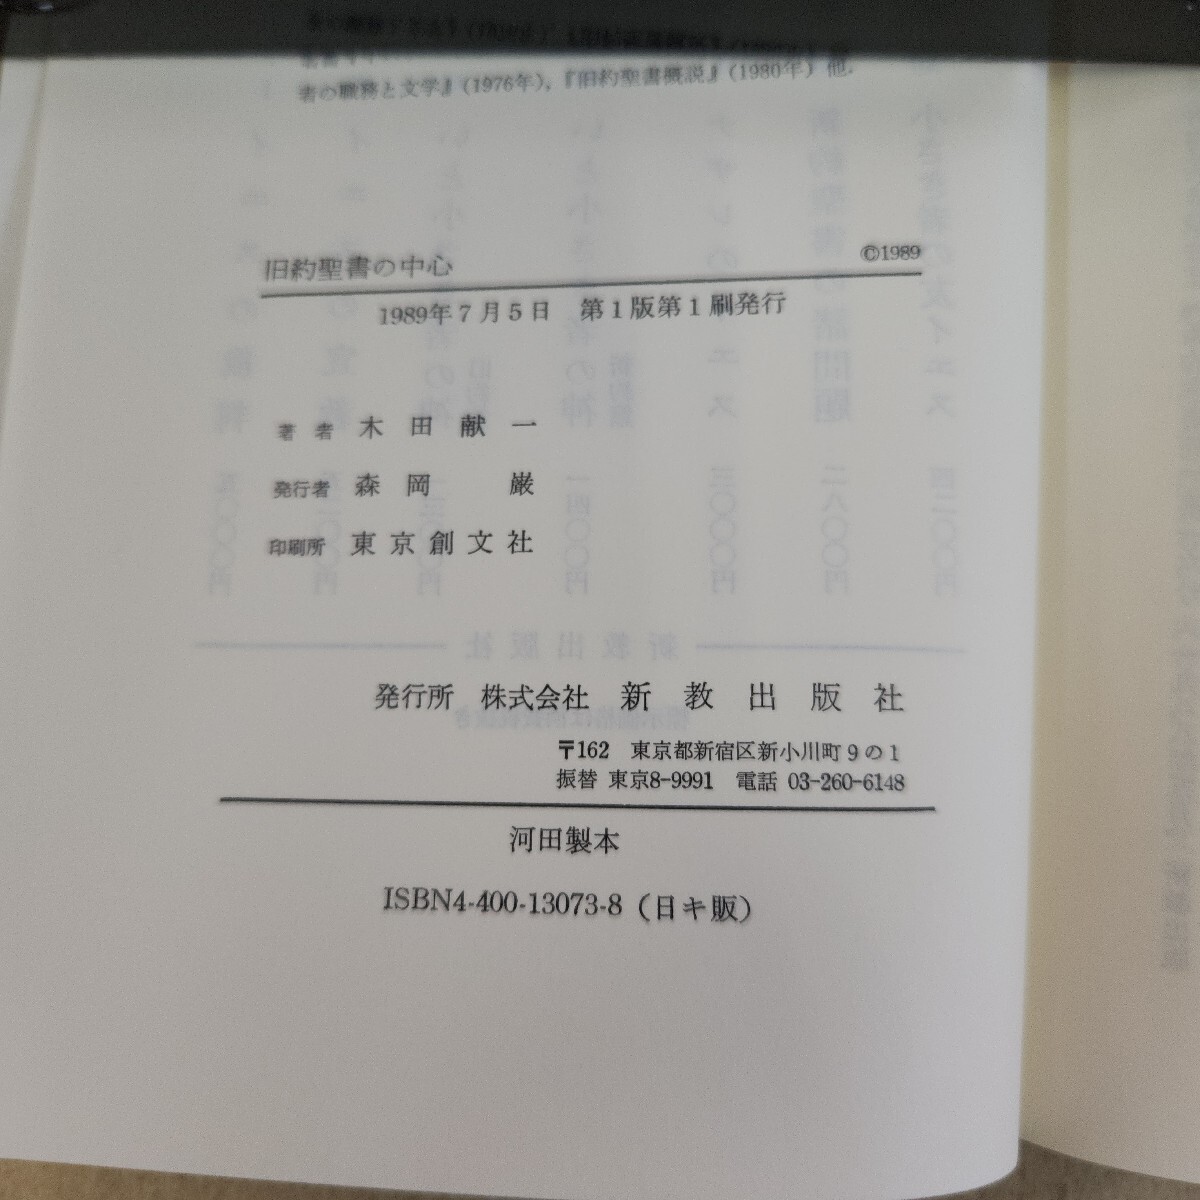 者の職務と文学』(1976年),『旧約聖書概説』(1980年) 他.
旧約聖書の中心
©1989
1989年7月5日 第1版第1刷発行
著者 木田献一
発行者 森岡 巌
印刷所 東京創文社
発行所 株式会社 新教出版社
〒162 東京都新宿区新小川町9の1
振替 東京8-9991 電話 03-260-6148
河田製本
ISBN4-400-13073-8(日キ販)